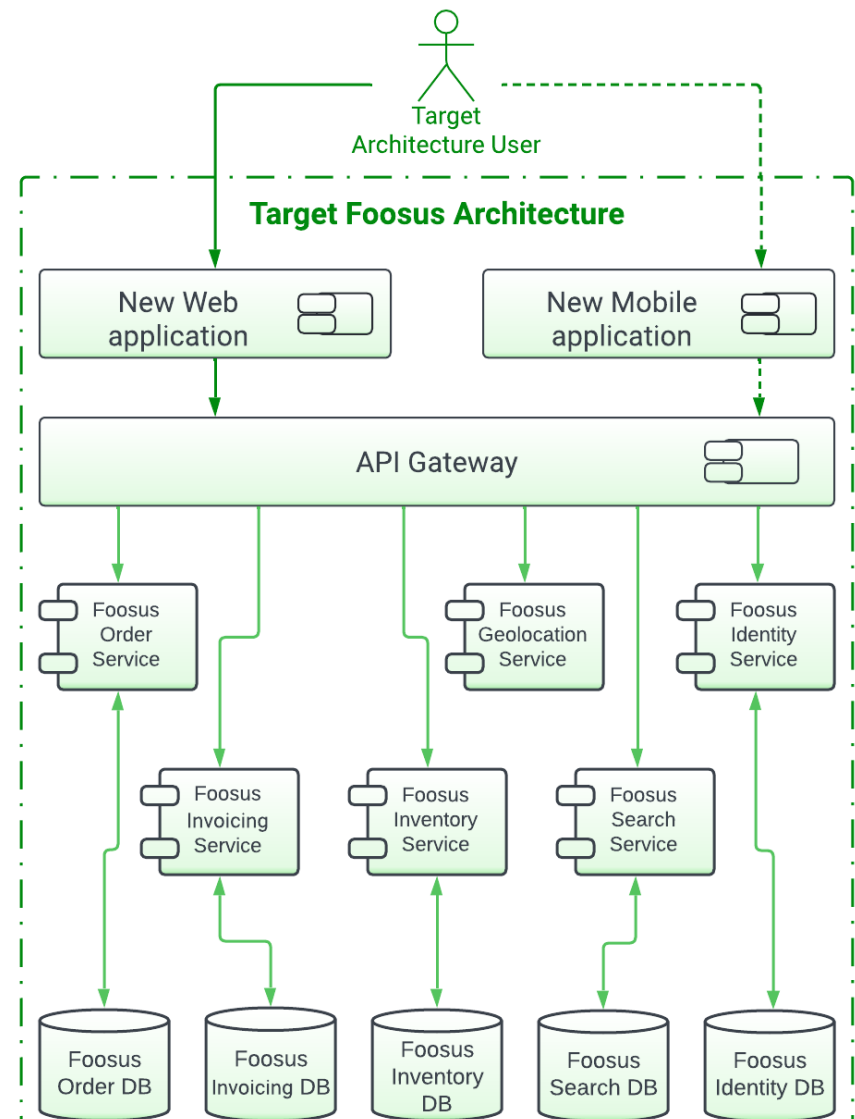 Target
Architecture User
Target Foosus Architecture
New Web
application
New Mobile
application
API Gateway
Foosus
Order
Service
Foosus
Geolocation
Service
Foosus
Identity
Service
Foosus
Invoicing
Service
Foosus
Inventory
Service
Foosus
Search
Service
Foosus
Order DB
Foosus
Invoicing DB
Foosus
Inventory
DB
Foosus
Search DB
Foosus
Identity DB